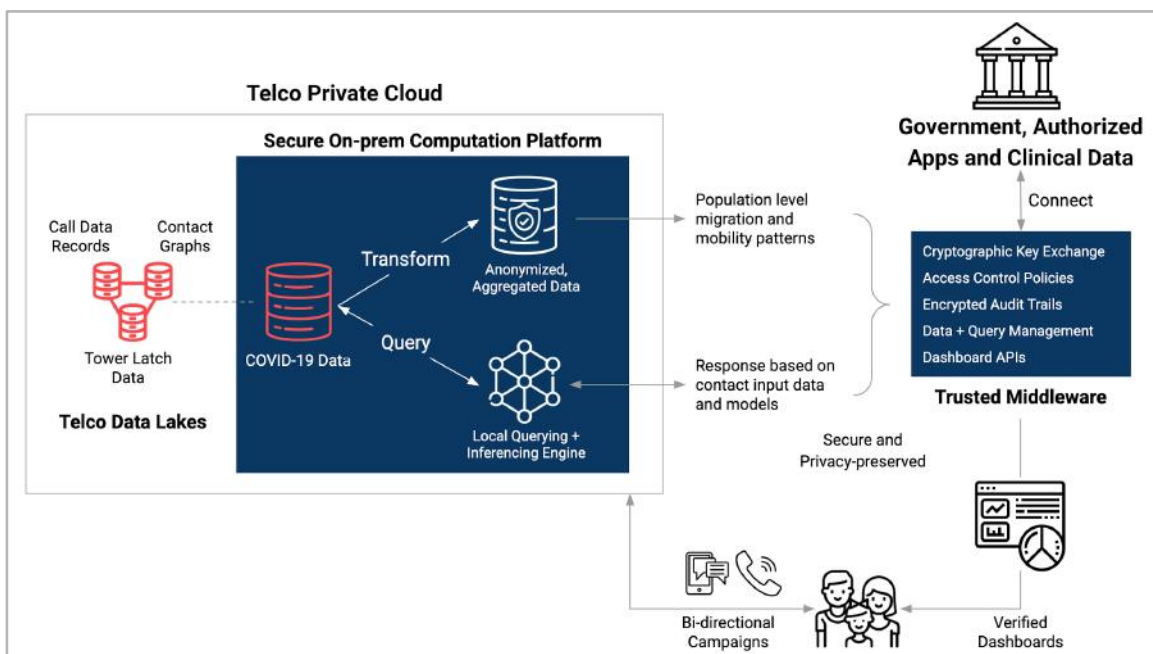 Telco Private Cloud
Secure On-prem Computation Platform
Call Data
Records
Contact
Graphs
Tower Latch
Data
Telco Data Lakes
COVID-19 Data
Transform
Query
Anonymized,
Aggregated Data
Local Querying +
Inferencing Engine
Population level
migration and
mobility patterns
Response based on
contact input data
and models
Secure and
Privacy-preserved
Government, Authorized
Apps and Clinical Data
Connect
Cryptographic Key Exchange
Access Control Policies
Encrypted Audit Trails
Data + Query Management
Dashboard APIs
Trusted Middleware
Bi-directional
Campaigns
Verified
Dashboards